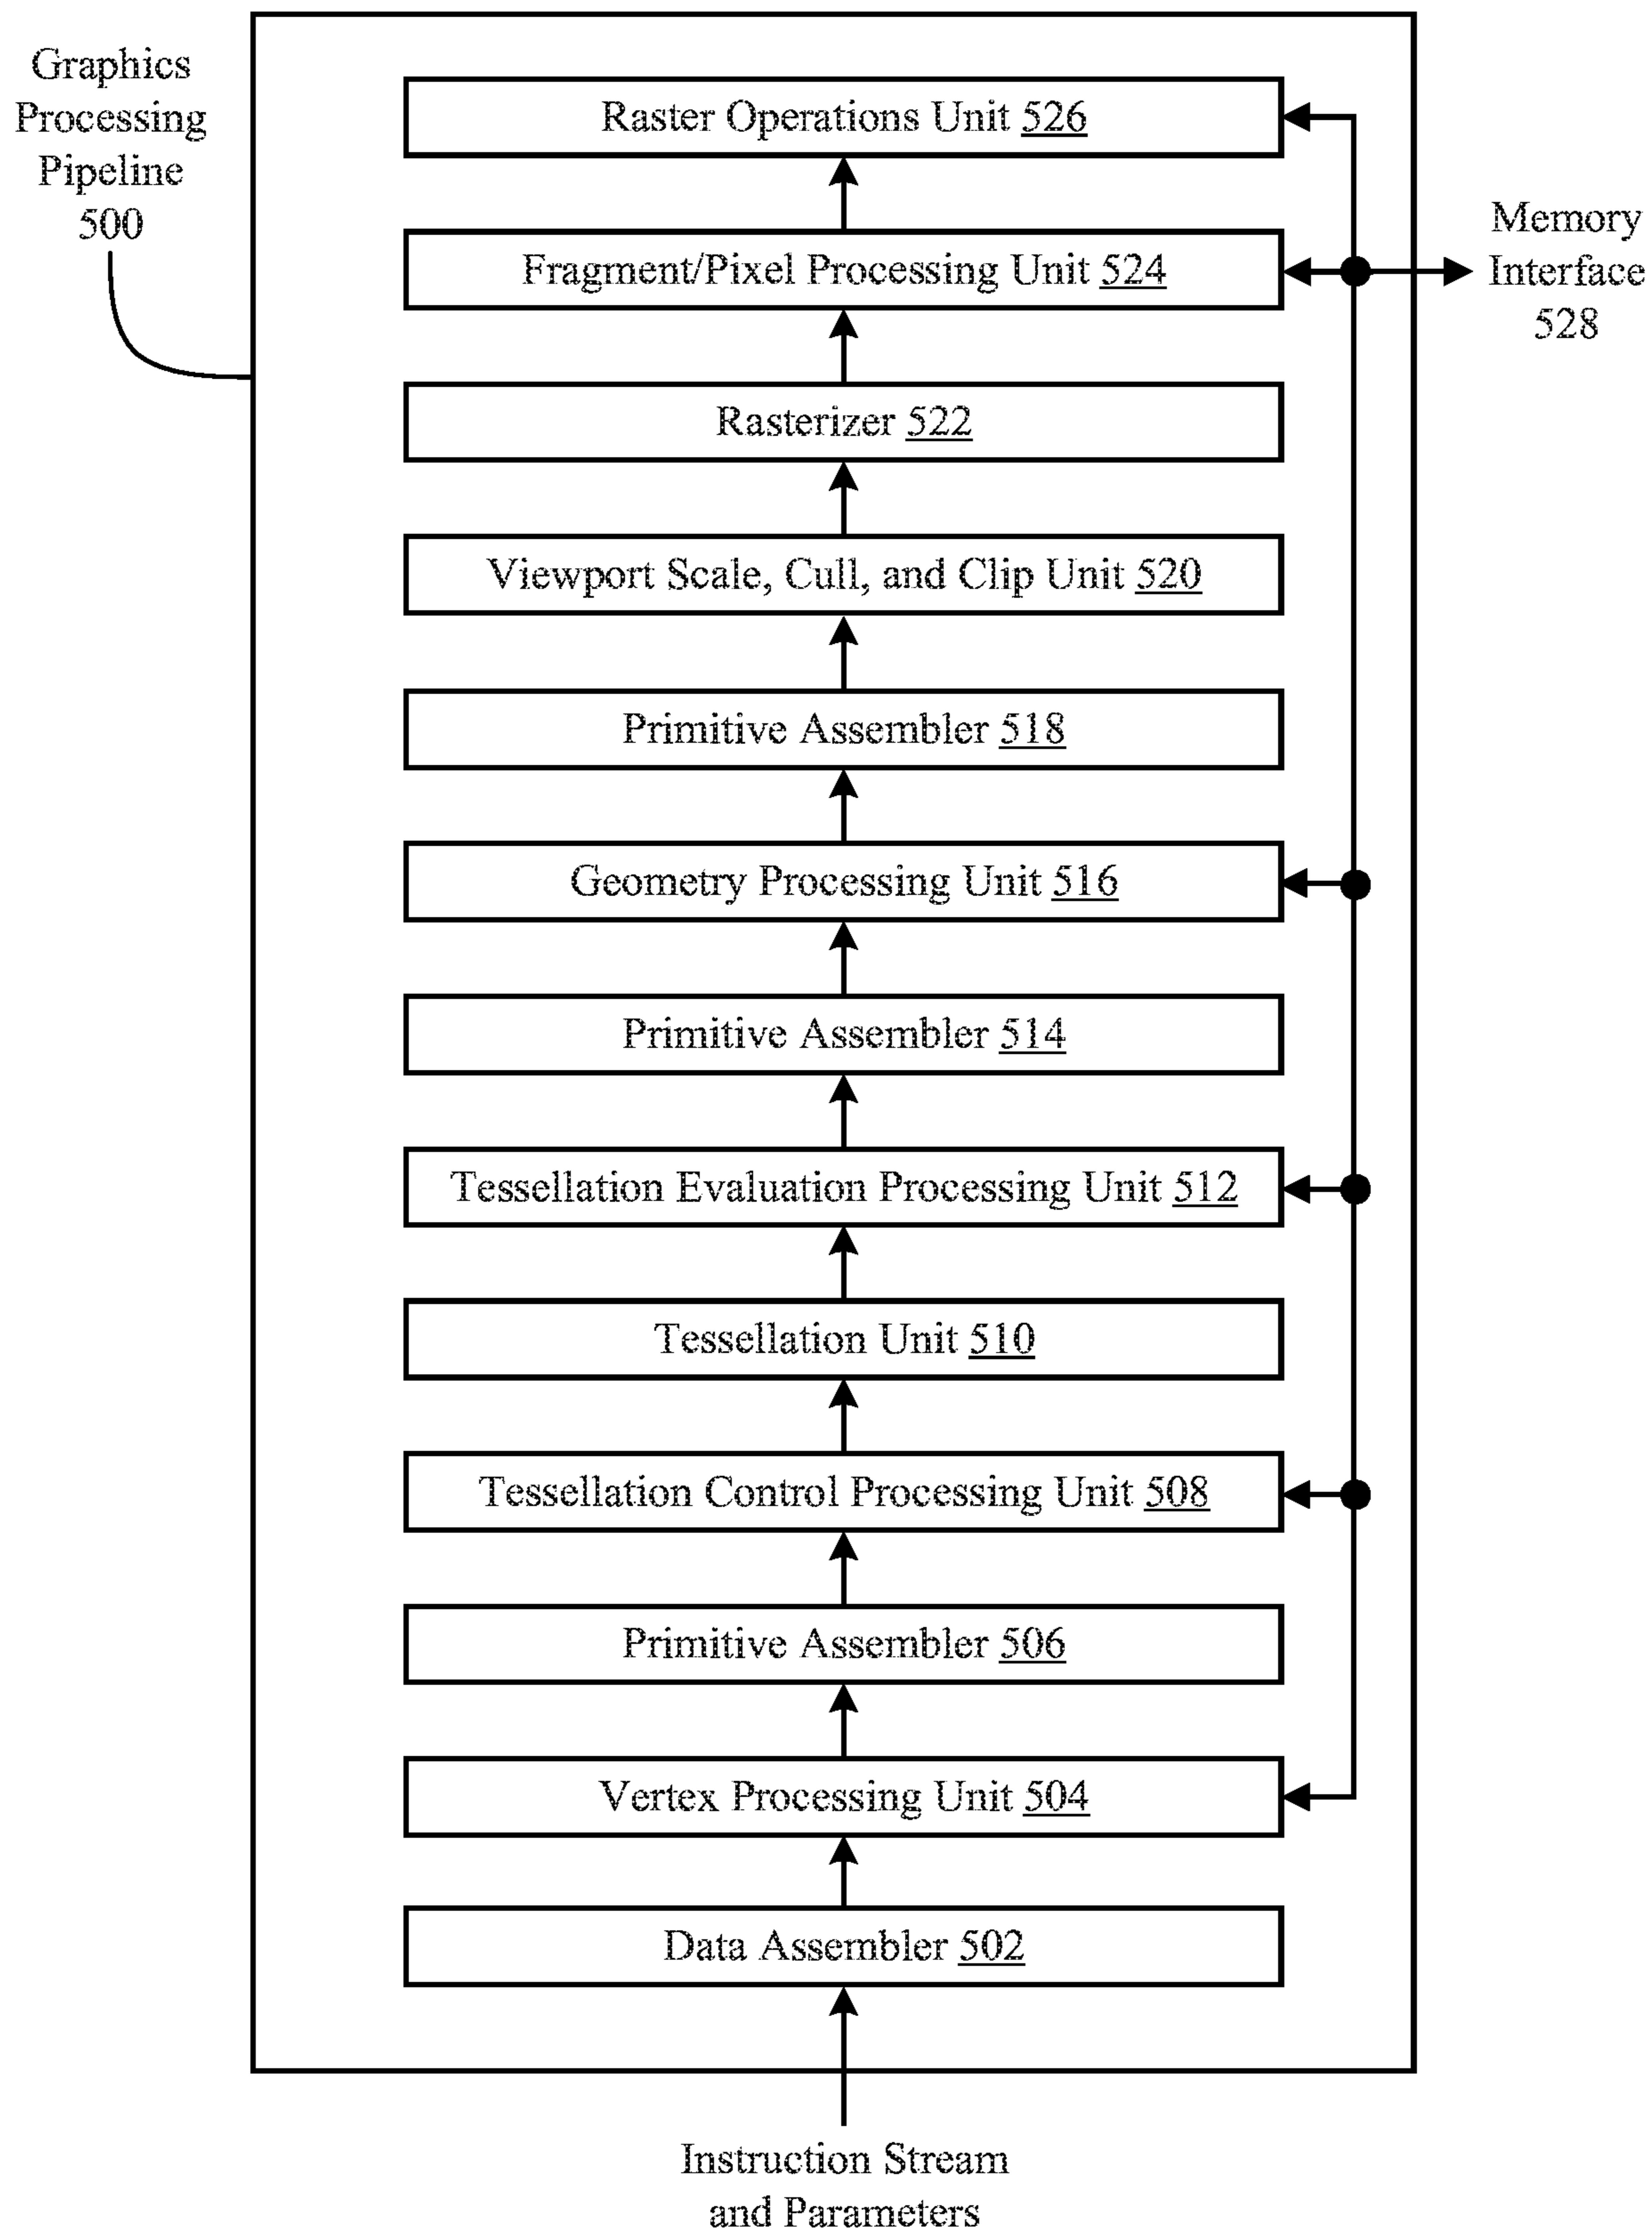 Graphics
Processing
Pipeline
500
Raster Operations Unit 526
Memory
Interface
528
Fragment/Pixel Processing Unit 524
Rasterizer 522
Viewport Scale, Cull, and Clip Unit 520
Primitive Assembler 518
Geometry Processing Unit 516
Primitive Assembler 514
Tessellation Evaluation Processing Unit 512
Tessellation Unit 510
Tessellation Control Processing Unit 508
Primitive Assembler 506
Vertex Processing Unit 504
Data Assembler 502
Instruction Stream
and Parameters